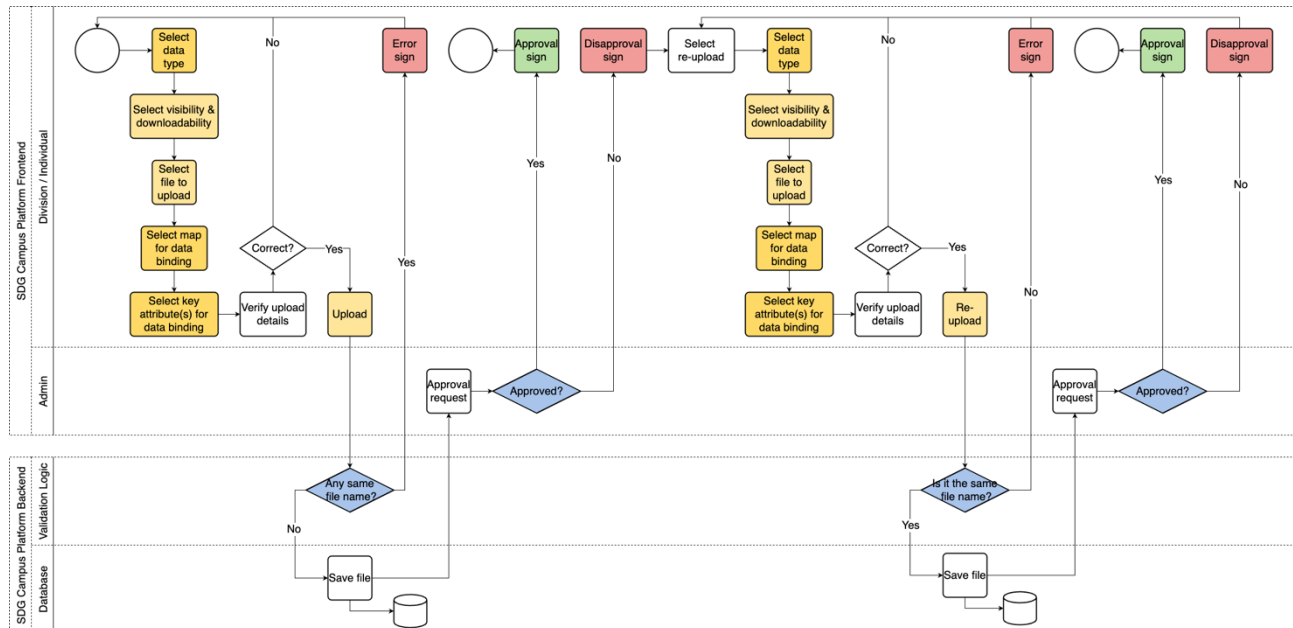 SDG Campus Platform Frontend
Division / Individual
No
Select
data
type
Error
sign
Approval
sign
Disapproval
sign
Select
re-upload
Select
data
type
No
Error
sign
Approval
sign
Disapproval
sign
Select visibility &
downloadability
Select visibility &
downloadability
Select
file to
upload
Yes
No
Select
file to
upload
Yes
No
Select map
for data
binding
Correct?
Yes
Yes
Select map
for data
binding
Correct?
Yes
No
Select key
attribute(s) for
data binding
Verify upload
details
Upload
Select key
attribute(s) for
data binding
Verify upload
details
Re-
upload
Admin
Approval
request
Approved?
Approval
request
Approved?
SDG Campus Platform Backend
Validation Logic
Any same
file name?
No
Is it the same
file name?
Yes
Database
Save file
Save file